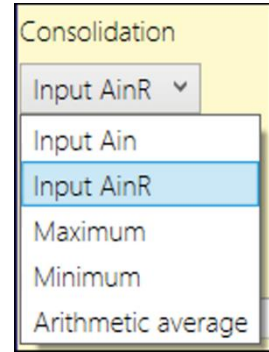 Consolidation
Input AinR
Input Ain
Input AinR
Maximum
Minimum
Arithmetic average